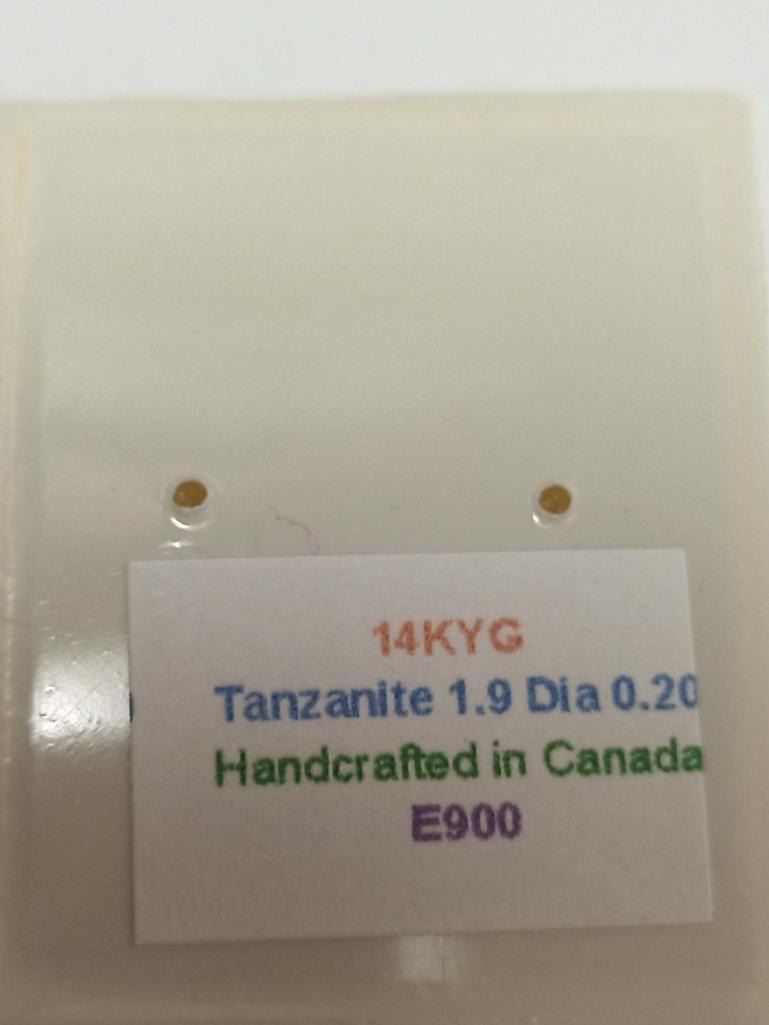 14KYG
Tanzanite 1.9 Dia 0.20
Handcrafted in Canada
E900